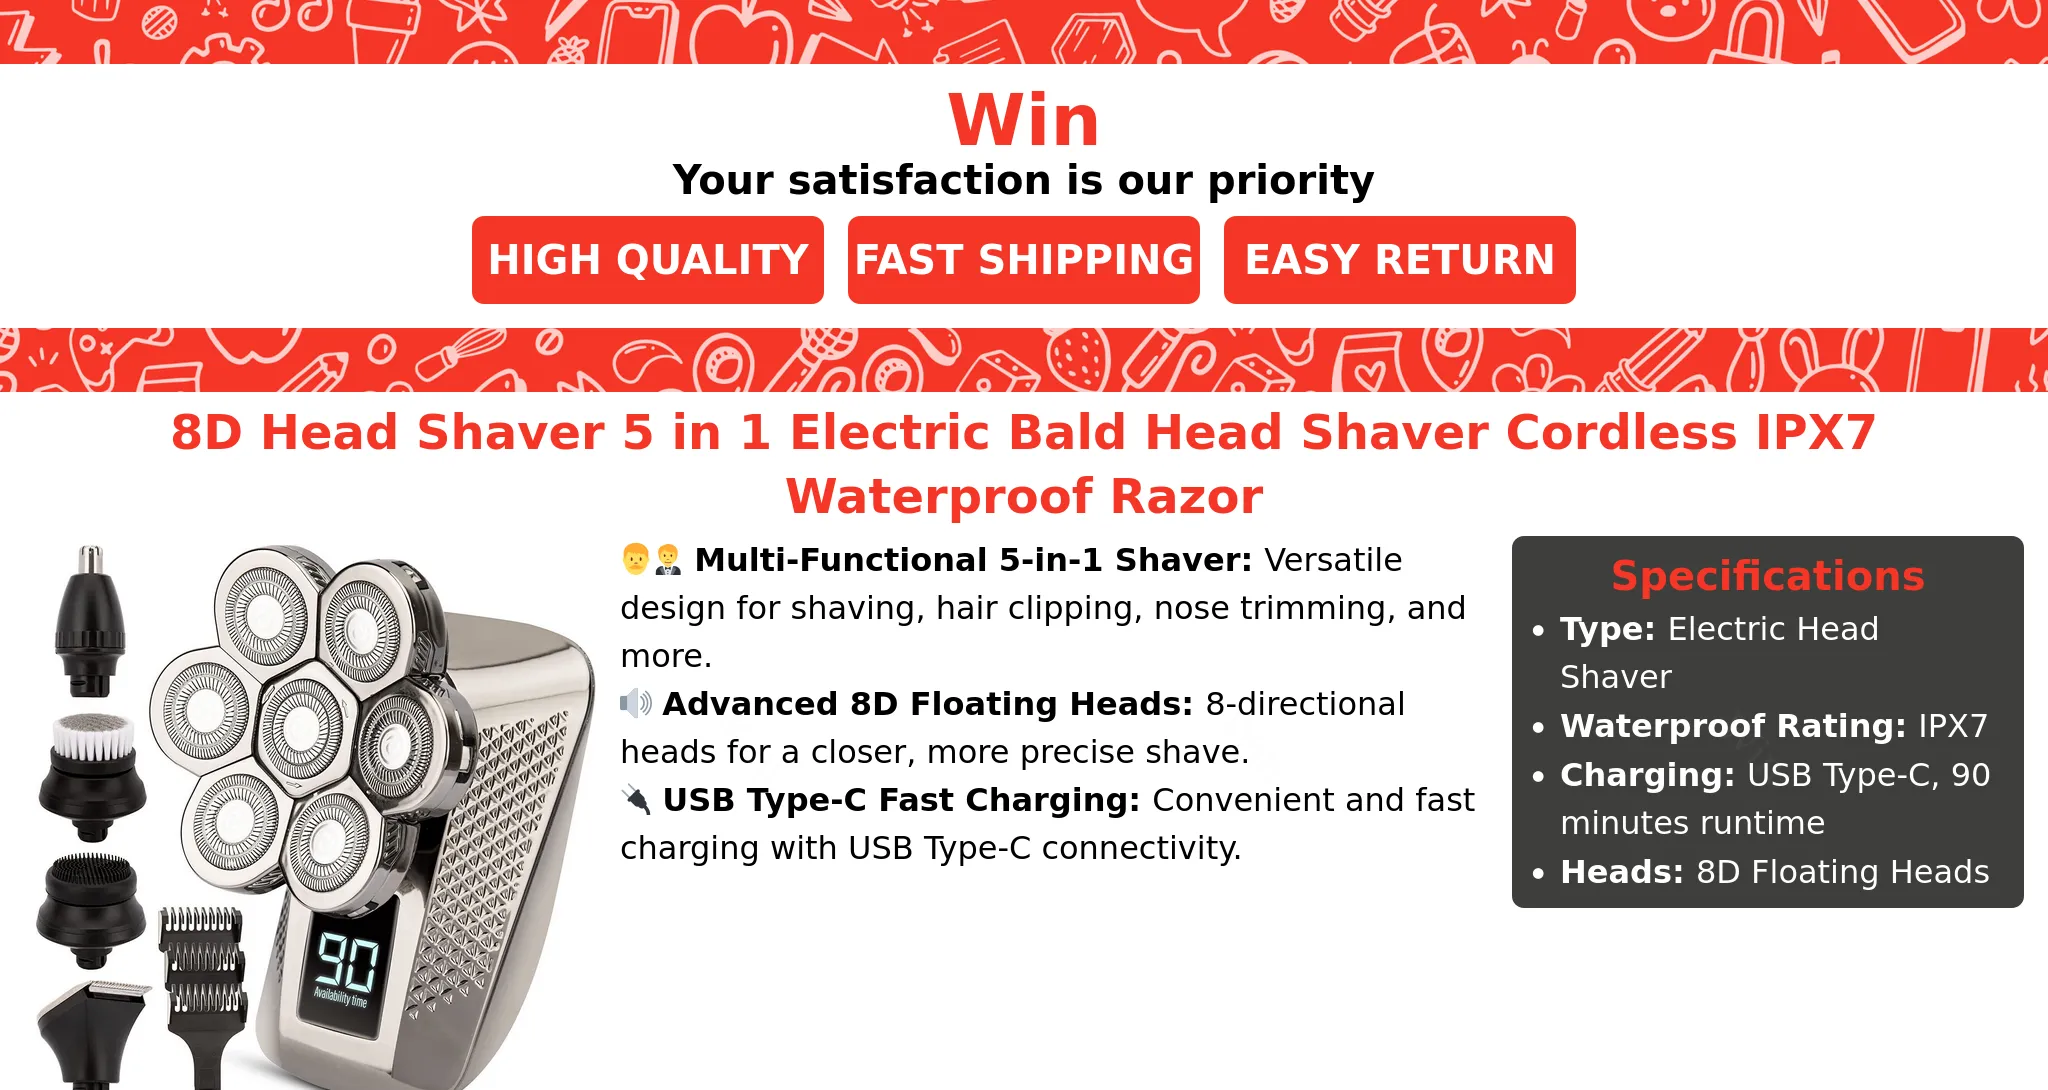 Win
Your satisfaction is our priority
HIGH QUALITY
FAST SHIPPING
EASY RETURN
8D Head Shaver 5 in 1 Electric Bald Head Shaver Cordless IPX7
Waterproof Razor
👨🤵 Multi-Functional 5-in-1 Shaver: Versatile
design for shaving, hair clipping, nose trimming, and
more.
🔊 Advanced 8D Floating Heads: 8-directional
heads for a closer, more precise shave.
🔌 USB Type-C Fast Charging: Convenient and fast
charging with USB Type-C connectivity.
Specifications
• Type: Electric Head
Shaver
• Waterproof Rating: IPX7
• Charging: USB Type-C, 90
minutes runtime
• Heads: 8D Floating Heads
90
Availability time